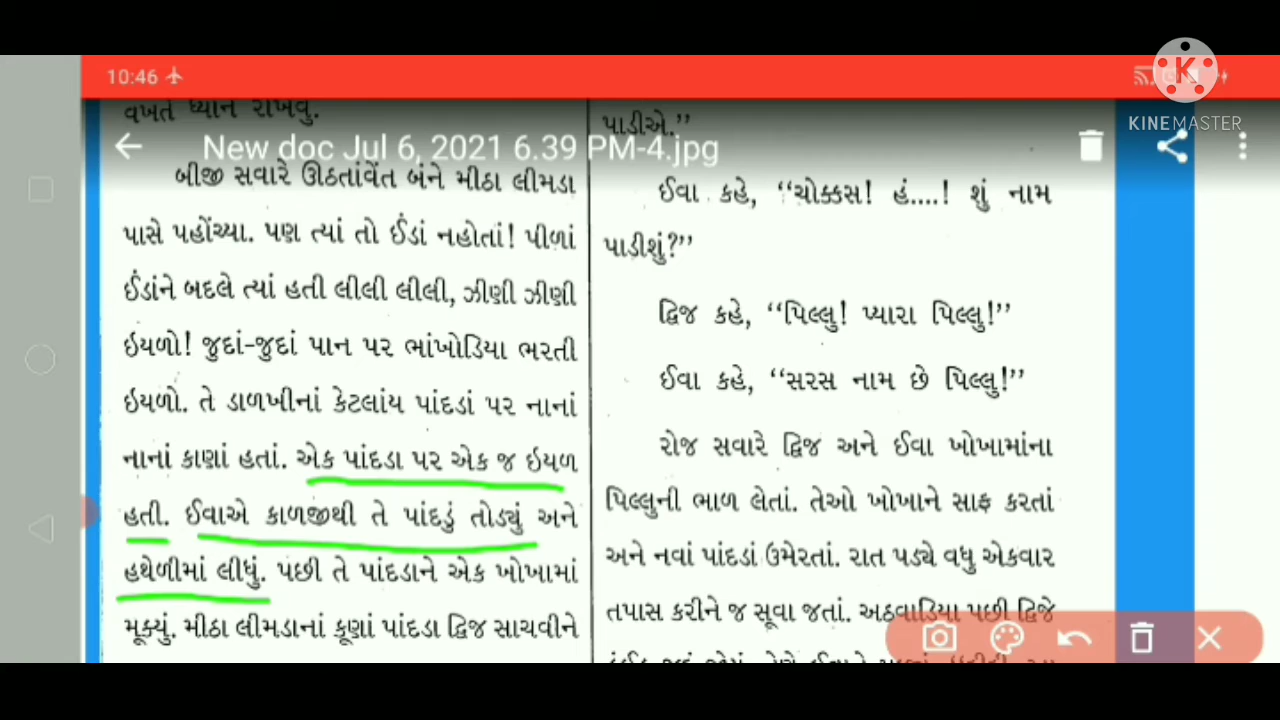 10:46
KINEMASTER
New doc Jul 6, 2021 6.39 PM-4.jpg
વખતે ધ્યાન રાખવું.
બીજી સવારે ઊઠતાંવેંત બંને મીઠા લીમડા
પાસે પહોંચ્યા. પણ ત્યાં તો ઈંડાં નહોતાં! પીળાં
ઈંડાંને બદલે ત્યાં હતી લીલી લીલી, ઝીણી ઝીણી
ઇયળો! જુદાં-જુદાં પાન પર ભાંખોડિયા ભરતી
ઇયળો. તે ડાળખીનાં કેટલાંય પાંદડાં પર નાનાં
નાનાં કાણાં હતાં. એક પાંદડા પર એક જ ઇયળ
હતી. ઈવાએ કાળજીથી તે પાંદડું તોડ્યું અને
હથેળીમાં લીધું. પછી તે પાંદડાને એક ખોખામાં
મૂક્યું. મીઠા લીમડાનાં કૂણાં પાંદડા દ્વિજ સાચવીને
પાડીએ.”
ઈવા કહે, “ચોક્કસ! હં....! શું નામ
પાડીશું?”
દ્વિજ કહે, “પિલ્લુ! પ્યારા પિલ્લુ!”
ઈવા કહે, “સરસ નામ છે પિલ્લુ!”
રોજ સવારે દ્વિજ અને ઈવા ખોખામાંના
પિલ્લુની ભાળ લેતાં. તેઓ ખોખાને સાફ કરતાં
અને નવાં પાંદડાં ઉમેરતાં. રાત પડ્યે વધુ એકવાર
તપાસ કરીને જ સૂવા જતાં. અઠવાડિયા પછી દ્વિજે